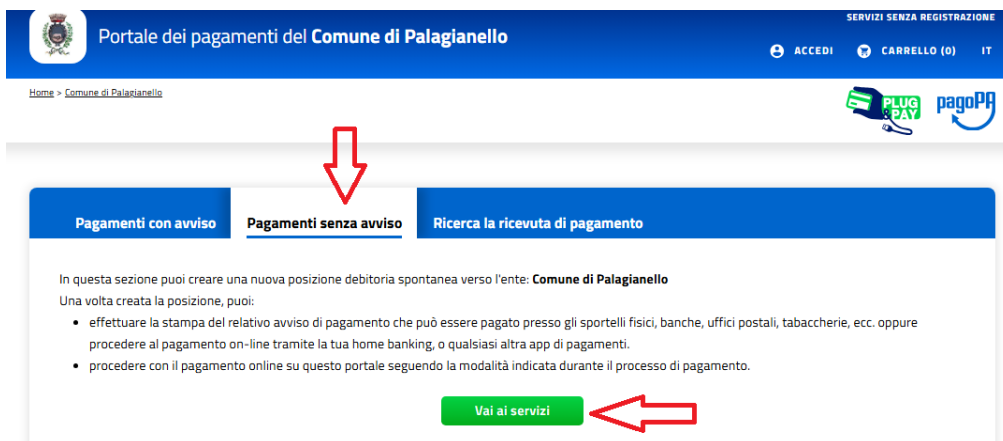 SERVIZI SENZA REGISTRAZIONE
Portale dei pagamenti del Comune di Palagianello
ACCEDI CARRELLO (0) IT
Home > Comune di Palagianello
PLUG & PAY
pagoPA
Pagamenti con avviso Pagamenti senza avviso Ricerca la ricevuta di pagamento
In questa sezione puoi creare una nuova posizione debitoria spontanea verso l'ente: Comune di Palagianello
Una volta creata la posizione, puoi:
• effettuare la stampa del relativo avviso di pagamento che può essere pagato presso gli sportelli fisici, banche, uffici postali, tabaccherie, ecc. oppure
procedere al pagamento on-line tramite la tua home banking, o qualsiasi altra app di pagamenti.
• procedere con il pagamento online su questo portale seguendo la modalità indicata durante il processo di pagamento.
Vai ai servizi